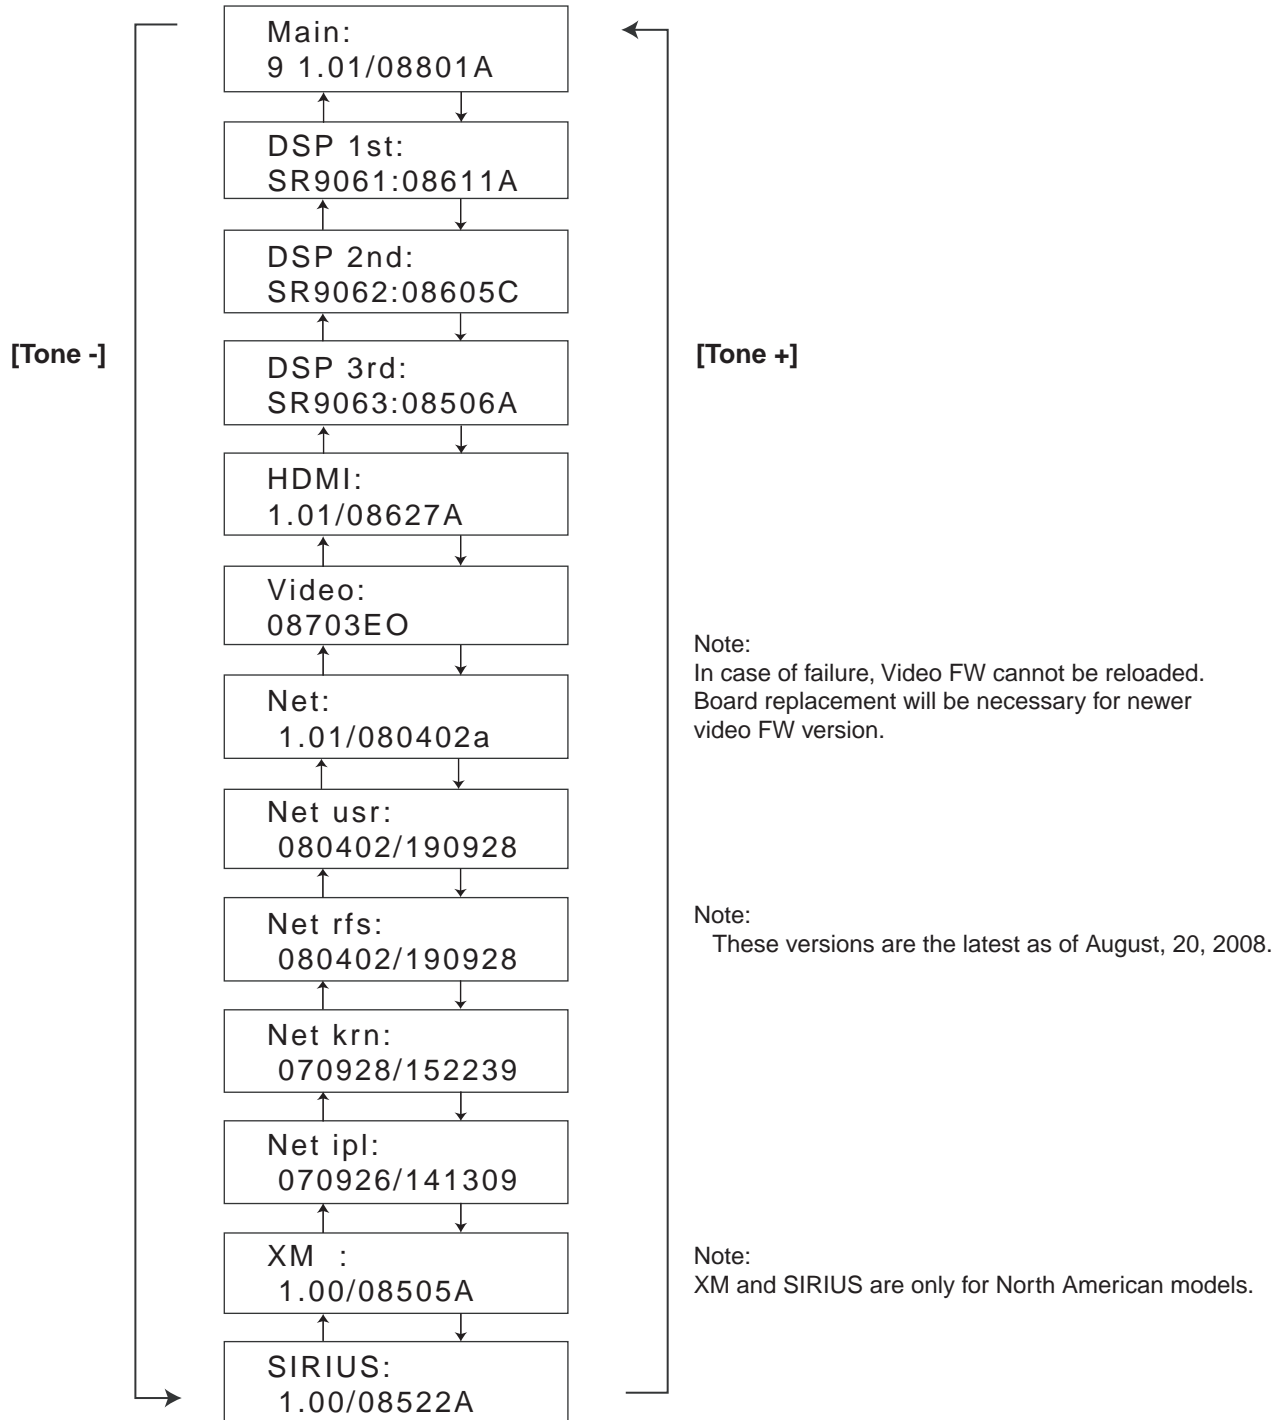 Main:
9 1.01/08801A
DSP 1st:
SR9061:08611A
DSP 2nd:
SR9062:08605C
[Tone -]
[Tone +]
DSP 3rd:
SR9063:08506A
HDMI:
1.01/08627A
Video:
08703EO
Note:
In case of failure, Video FW cannot be reloaded.
Board replacement will be necessary for newer
video FW version.
Net:
1.01/080402a
Net usr:
080402/190928
Net rfs:
080402/190928
Note:
These versions are the latest as of August, 20, 2008.
Net krn:
070928/152239
Net ipl:
070926/141309
XM :
1.00/08505A
Note:
XM and SIRIUS are only for North American models.
SIRIUS:
1.00/08522A